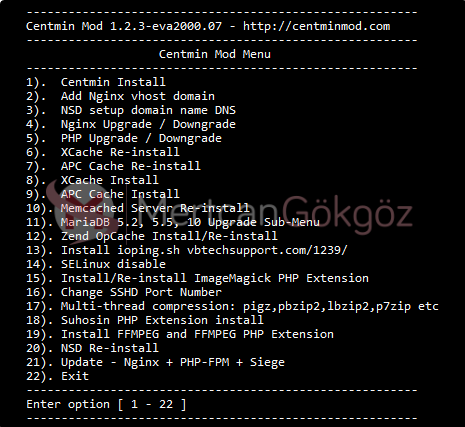 --------------------------------------------------------
Centmin Mod 1.2.3-eva2000.07 - http://centminmod.com
--------------------------------------------------------
Centmin Mod Menu
--------------------------------------------------------
1). Centmin Install
2). Add Nginx vhost domain
3). NSD setup domain name DNS
4). Nginx Upgrade / Downgrade
5). PHP Upgrade / Downgrade
6). XCache Re-install
7). APC Cache Re-install
8). XCache Install
9). APC Cache Install
10). Memcached Server Re-install
MertcanGökgöz
11). MariaDB 5.2, 5.5, 10 Upgrade Sub-Menu
12). Zend OpCache Install/Re-install
13). Install ioping.sh vbtechsupport.com/1239/
14). SELinux disable
15). Install/Re-install ImageMagick PHP Extension
16). Change SSHD Port Number
17). Multi-thread compression: pigz,pbzip2,lbzip2,p7zip etc
18). Suhosin PHP Extension install
19). Install FFMPEG and FFMPEG PHP Extension
20). NSD Re-install
21). Update - Nginx + PHP-FPM + Siege
22). Exit
--------------------------------------------------------
Enter option [ 1 - 22 ]
--------------------------------------------------------